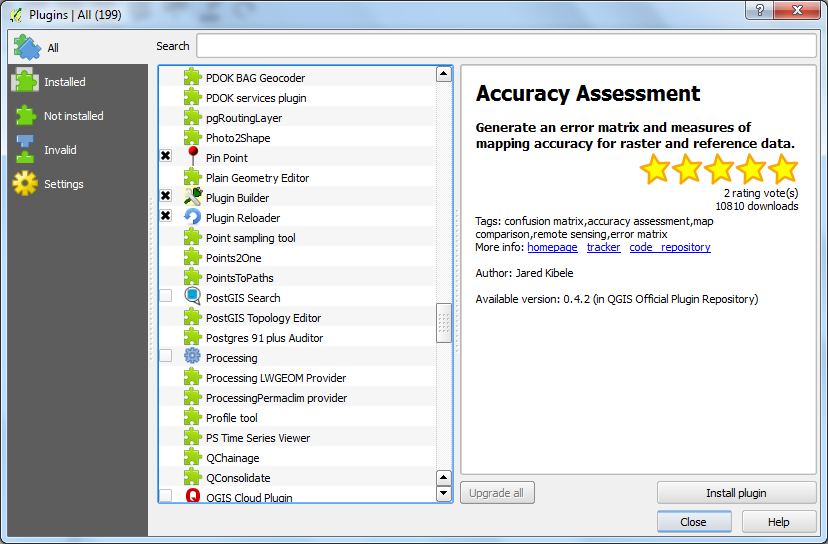 Plugins | All (199)
All
Installed
Not installed
Invalid
Settings
Search
PDOK BAG Geocoder
PDOK services plugin
pgRoutingLayer
Photo2Shape
Pin Point
Plain Geometry Editor
Plugin Builder
Plugin Reloader
Point sampling tool
Points2One
PointsToPaths
PostGIS Search
PostGIS Topology Editor
Postgres 91 plus Auditor
Processing
Processing LWGEOM Provider
ProcessingPermaclim provider
Profile tool
PS Time Series Viewer
QChainage
QConsolidate
QGIS Cloud Plugin
Accuracy Assessment
Generate an error matrix and measures of
mapping accuracy for raster and reference data.
2 rating vote(s)
10810 downloads
Tags: confusion matrix,accuracy assessment,map
comparison,remote sensing,error matrix
More info: homepage tracker code_repository
Author: Jared Kibele
Available version: 0.4.2 (in QGIS Official Plugin Repository)
Upgrade all
Install plugin
Close
Help